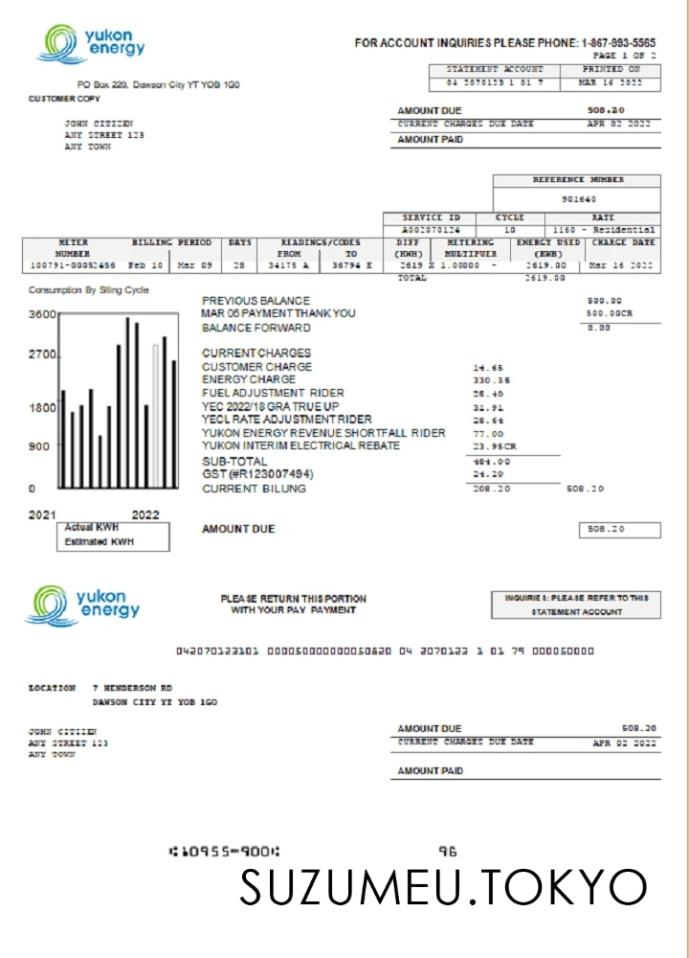 yukon
energy
FOR ACCOUNT INQUIRIES PLEASE PHONE: 1-867-993-5565
PAGE 1 OF 2
STATEMENT ACCOUNT PRINTED ON
04 2070123 1 01 7 MAR 16 2022
PO Box 220, Dawson City YT YOB 1G0
CUSTOMER COPY
AMOUNT DUE 508.20
CURRENT CHARGES DUE DATE APR 02 2022
AMOUNT PAID
JOHN CITIZEN
ANY STREET 123
ANY TOWN
REFERENCE NUMBER
901640
SERVICE ID CYCLE RATE
A002070124 10 1160 - Residential
METER NUMBER BILLING PERIOD DAYS READINGS/CODES FROM TO DIFF (KWH) METERING MULTIPUER ENERGY USED (KWH) CHARGE DATE
100791-00052456 Feb 10 Mar 09 28 34175 A 36794 E 2619 X 1.00000 - 2619.00 Mar 16 2022
TOTAL 2619.00
Consumption By Siling Cycle
3600
2700
1800
900
0
2021 2022
Actual KWH
Estimated KWH
PREVIOUS BALANCE 500.00
MAR 06 PAYMENT THANK YOU 500.00CR
BALANCE FORWARD 0.00
CURRENT CHARGES
CUSTOMER CHARGE 14.65
ENERGY CHARGE 330.35
FUEL ADJUSTMENT RIDER 25.40
YEC 2022/18 GRA TRUE UP 31.91
YECL RATE ADJUSTMENT RIDER 28.64
YUKON ENERGY REVENUE SHORTFALL RIDER 77.00
YUKON INTERIM ELECTRICAL REBATE 23.95CR
SUB-TOTAL 484.00
GST (#R123007494) 24.20
CURRENT BILUNG 208.20 508.20
AMOUNT DUE 508.20
yukon
energy
PLEASE RETURN THIS PORTION
WITH YOUR PAY PAYMENT
INQUIRIES: PLEASE REFER TO THIS
STATEMENT ACCOUNT
042070123101 000050000000050820 04 2070123 1 01 79 000050000
LOCATION 7 HENDERSON RD
DAWSON CITY YT YOB 1GO
JOHN CITIZEN
ANY STREET 123
ANY TOWN
AMOUNT DUE 508.20
CURRENT CHARGES DUE DATE APR 02 2022
AMOUNT PAID
⑆10955⑉900⑆ 96
SUZUMEU.TOKYO